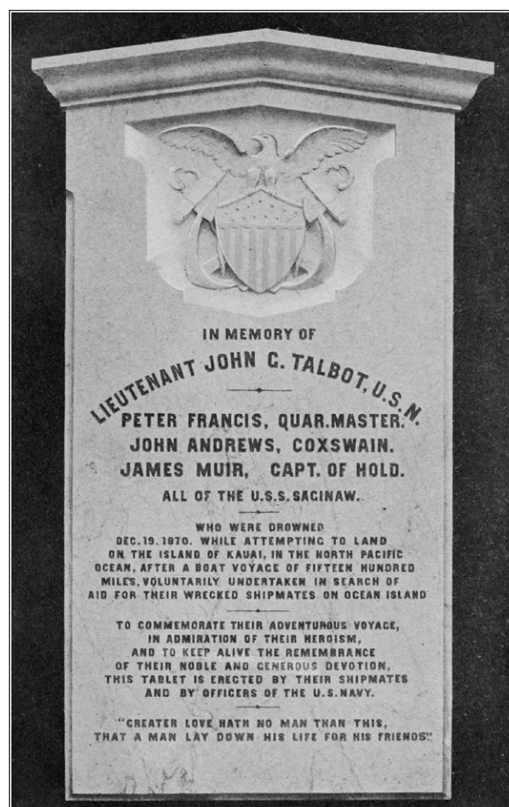 IN MEMORY OF
LIEUTENANT JOHN G. TALBOT, U.S.N.
PETER FRANCIS, QUAR.MASTER.
JOHN ANDREWS, COXSWAIN.
JAMES MUIR, CAPT. OF HOLD.
ALL OF THE U.S.S. SAGINAW.
WHO WERE DROWNED
DEC. 19. 1870. WHILE ATTEMPTING TO LAND
ON THE ISLAND OF KAUAI, IN THE NORTH PACIFIC
OCEAN, AFTER A BOAT VOYAGE OF FIFTEEN HUNDRED
MILES, VOLUNTARILY UNDERTAKEN IN SEARCH OF
AID FOR THEIR WRECKED SHIPMATES ON OCEAN ISLAND
TO COMMEMORATE THEIR ADVENTUROUS VOYAGE,
IN ADMIRATION OF THEIR HEROISM,
AND TO KEEP ALIVE THE REMEMBRANCE
OF THEIR NOBLE AND GENEROUS DEVOTION,
THIS TABLET IS ERECTED BY THEIR SHIPMATES
AND BY OFFICERS OF THE U.S. NAVY.
"GREATER LOVE HATH NO MAN THAN THIS,
THAT A MAN LAY DOWN HIS LIFE FOR HIS FRIENDS"